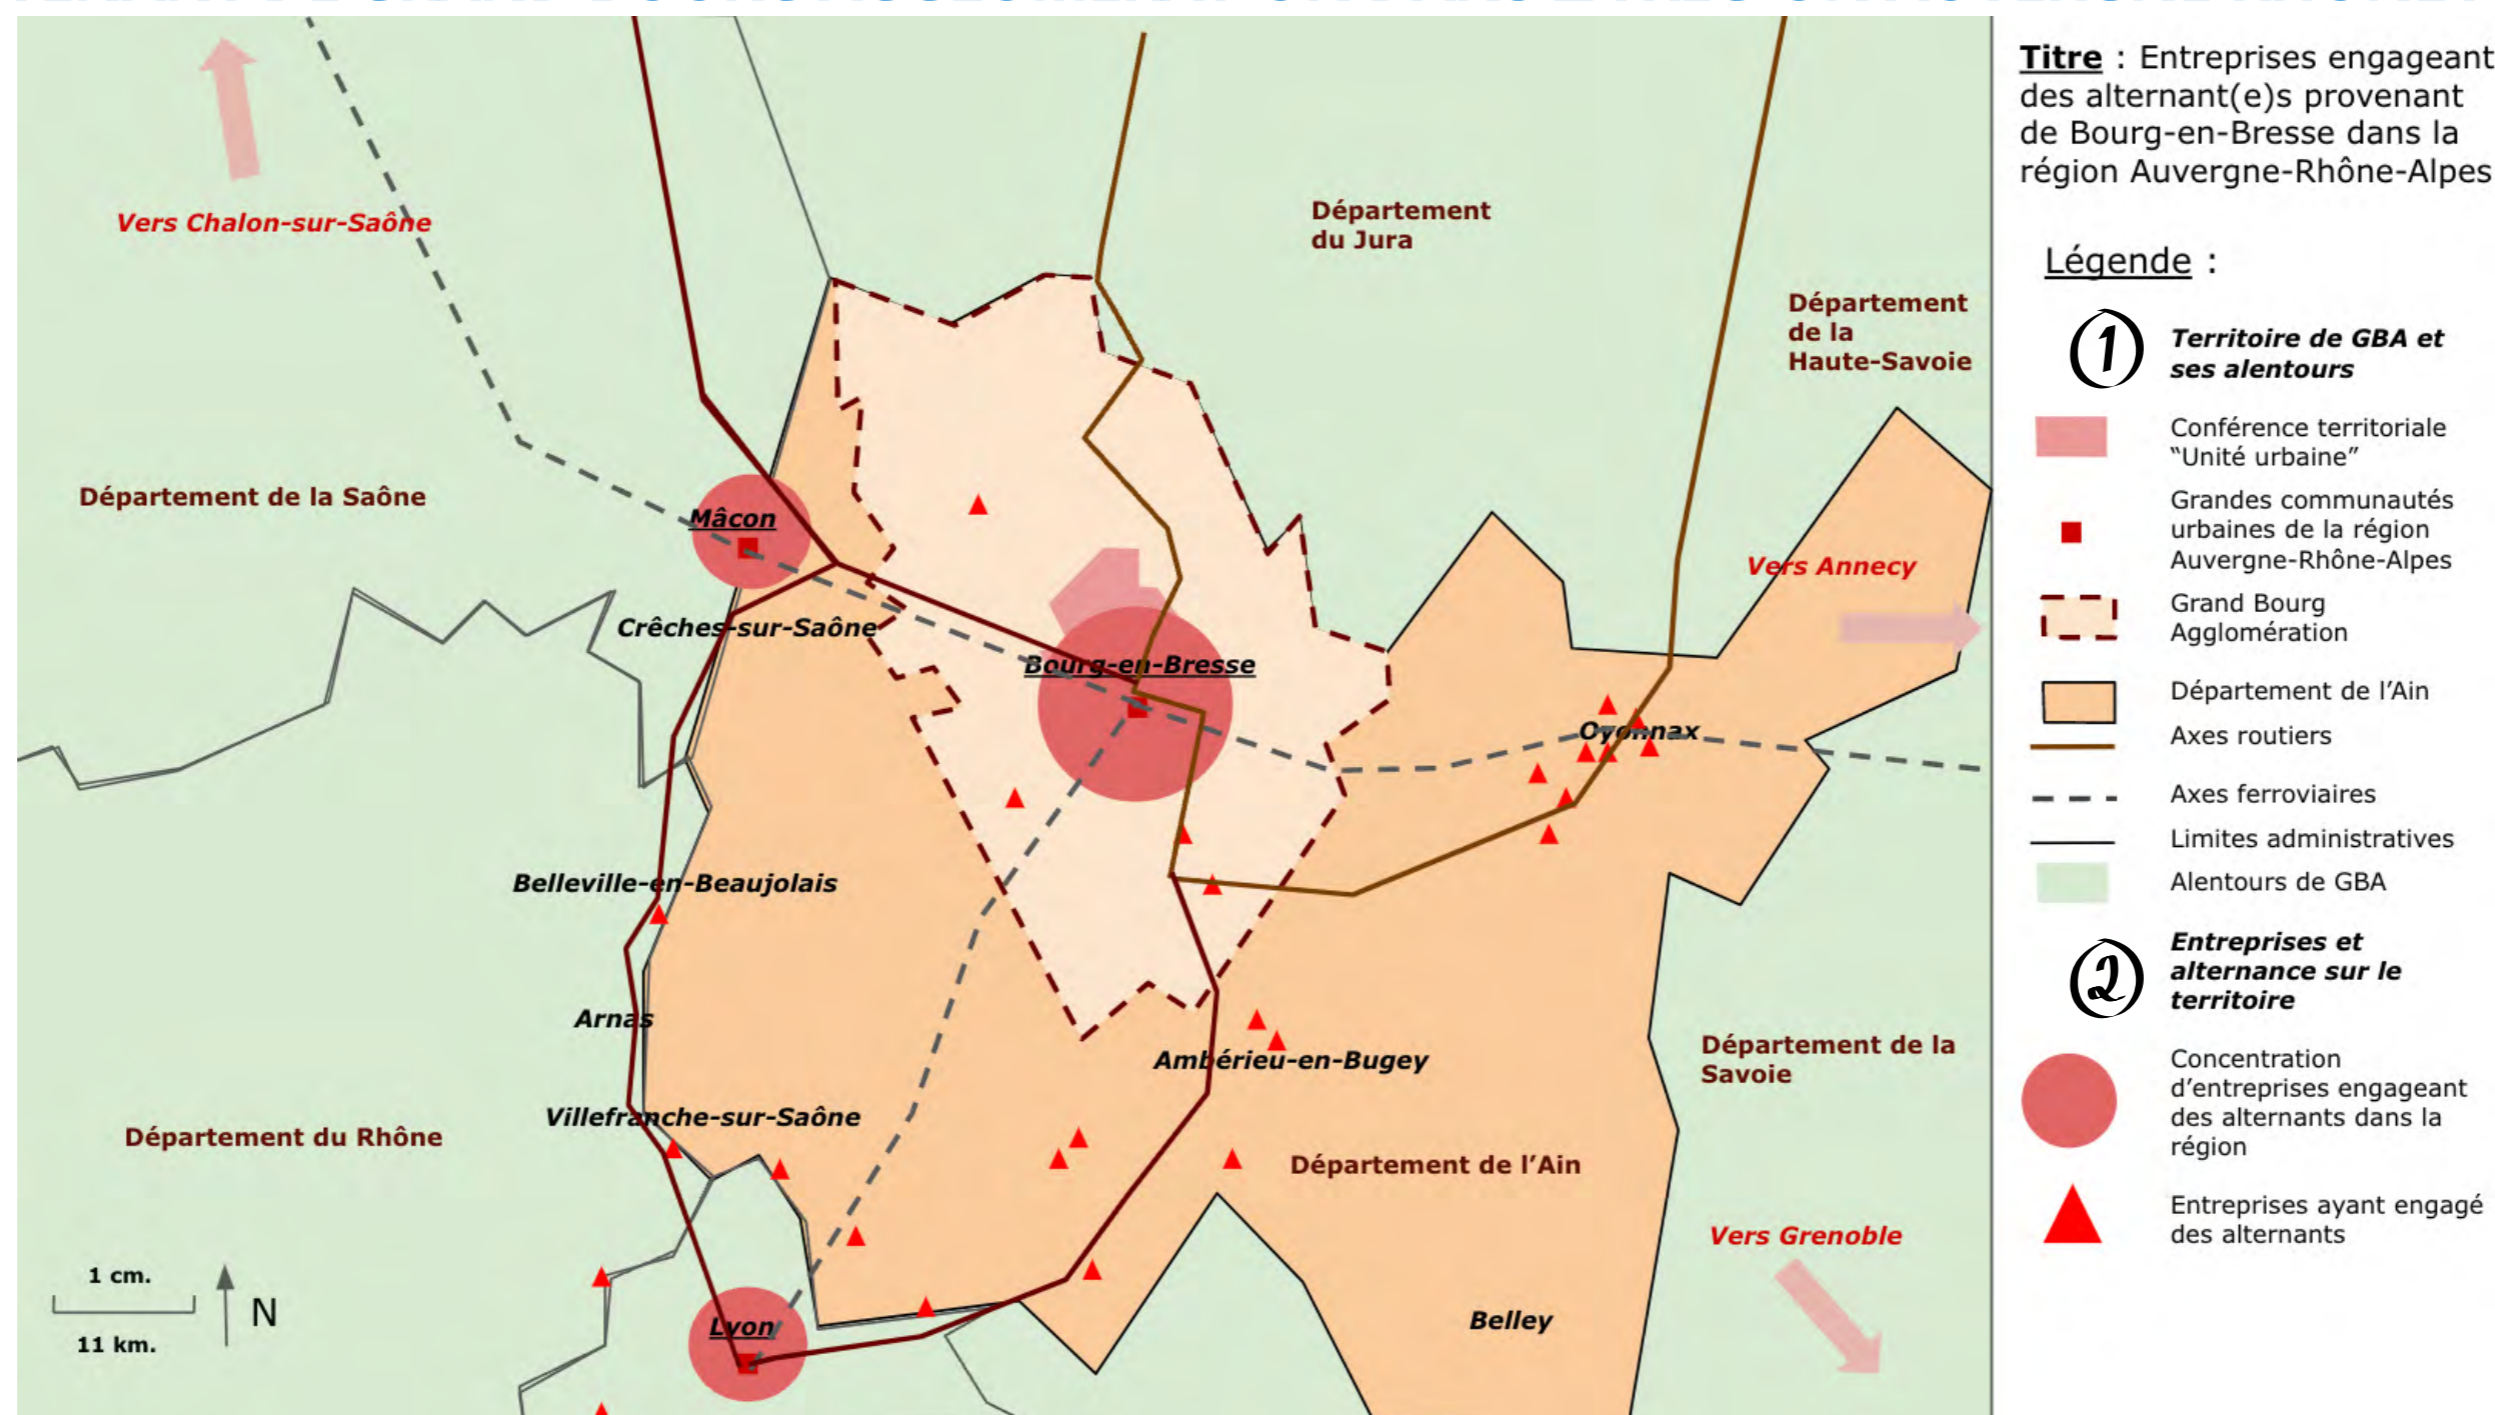 Vers Chalon-sur-Saône
Département
du Jura
Département
de la
Haute-Savoie
Département de la Saône
Mâcon
Vers Annecy
Crêches-sur-Saône
Bourg-en-Bresse
Oyonnax
Belleville-en-Beaujolais
Arnas
Ambérieu-en-Bugey
Département de la
Savoie
Villefranche-sur-Saône
Département du Rhône
Département de l'Ain
Vers Grenoble
1 cm.
N
11 km.
Lyon
Belley
Titre : Entreprises engageant
des alternant(e)s provenant
de Bourg-en-Bresse dans la
région Auvergne-Rhône-Alpes
Légende :
1
Territoire de GBA et
ses alentours
Conférence territoriale
“Unité urbaine”
Grandes communautés
urbaines de la région
Auvergne-Rhône-Alpes
Grand Bourg
Agglomération
Département de l'Ain
Axes routiers
Axes ferroviaires
Limites administratives
Alentours de GBA
2
Entreprises et
alternance sur le
territoire
Concentration
d'entreprises engageant
des alternants dans la
région
Entreprises ayant engagé
des alternants